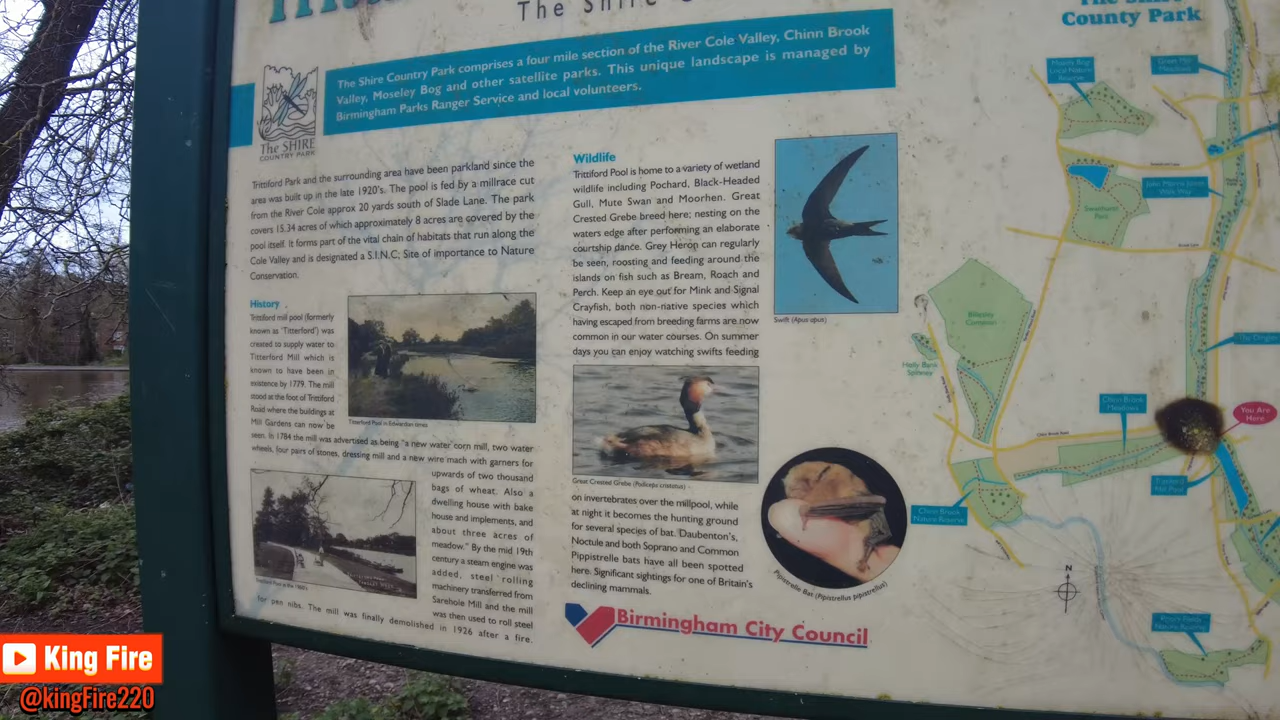 The Shire
The Shire Country Park comprises a four mile section of the River Cole Valley, Chinn Brook
Valley, Moseley Bog and other satellite parks. This unique landscape is managed by
Birmingham Parks Ranger Service and local volunteers.
The SHIRE
COUNTRY PARK
Trittiford Park and the surrounding area have been parkland since the
area was built up in the late 1920's. The pool is fed by a millrace cut
from the River Cole approx 20 yards south of Slade Lane. The park
covers 15.34 acres of which approximately 8 acres are covered by the
pool itself. It forms part of the vital chain of habitats that run along the
Cole Valley and is designated a S.I.N.C; Site of importance to Nature
Conservation.
History
Trittiford mill pool (formerly
known as 'Titterford') was
created to supply water to
Titterford Mill which is
known to have been in
existence by 1779. The mill
stood at the foot of Trittiford
Road where the buildings at
Mill Gardens can now be
seen. In 1784 the mill was advertised as being "a new water corn mill, two water
wheels, four pairs of stones, dressing mill and a new wire mach with garners for
upwards of two thousand
bags of wheat. Also a
dwelling house with bake
house and implements, and
about three acres of
meadow." By the mid 19th
century a steam engine was
added, steel rolling
machinery transferred from
Sarehole Mill and the mill
was then used to roll steel
for pen nibs. The mill was finally demolished in 1926 after a fire.
Titterford Pool in Edwardian times
Wildlife
Trittiford Pool is home to a variety of wetland
wildlife including Pochard, Black-Headed
Gull, Mute Swan and Moorhen. Great
Crested Grebe breed here; nesting on the
waters edge after performing an elaborate
courtship dance. Grey Heron can regularly
be seen, roosting and feeding around the
islands on fish such as Bream, Roach and
Perch. Keep an eye out for Mink and Signal
Crayfish, both non-native species which
having escaped from breeding farms are now
common in our water courses. On summer
days you can enjoy watching swifts feeding
Great Crested Grebe (Podiceps cristatus)
on invertebrates over the millpool, while
at night it becomes the hunting ground
for several species of bat. Daubenton's,
Noctule and both Soprano and Common
Pippistrelle bats have all been spotted
here. Significant sightings for one of Britain's
declining mammals.
Swift (Apus apus)
Pipistrelle Bat (Pipistrellus pipistrellus)
Birmingham City Council
The Shire
County Park
Moseley Bog
Local Nature
Reserve
Billesley
Common
Holly Bank
Spinney
The Dingles
Chinn Brook
Meadows
You Are
Here
Trittiford
Mill Pool
Chinn Brook
Nature Reserve
N
King Fire
@kingFire220